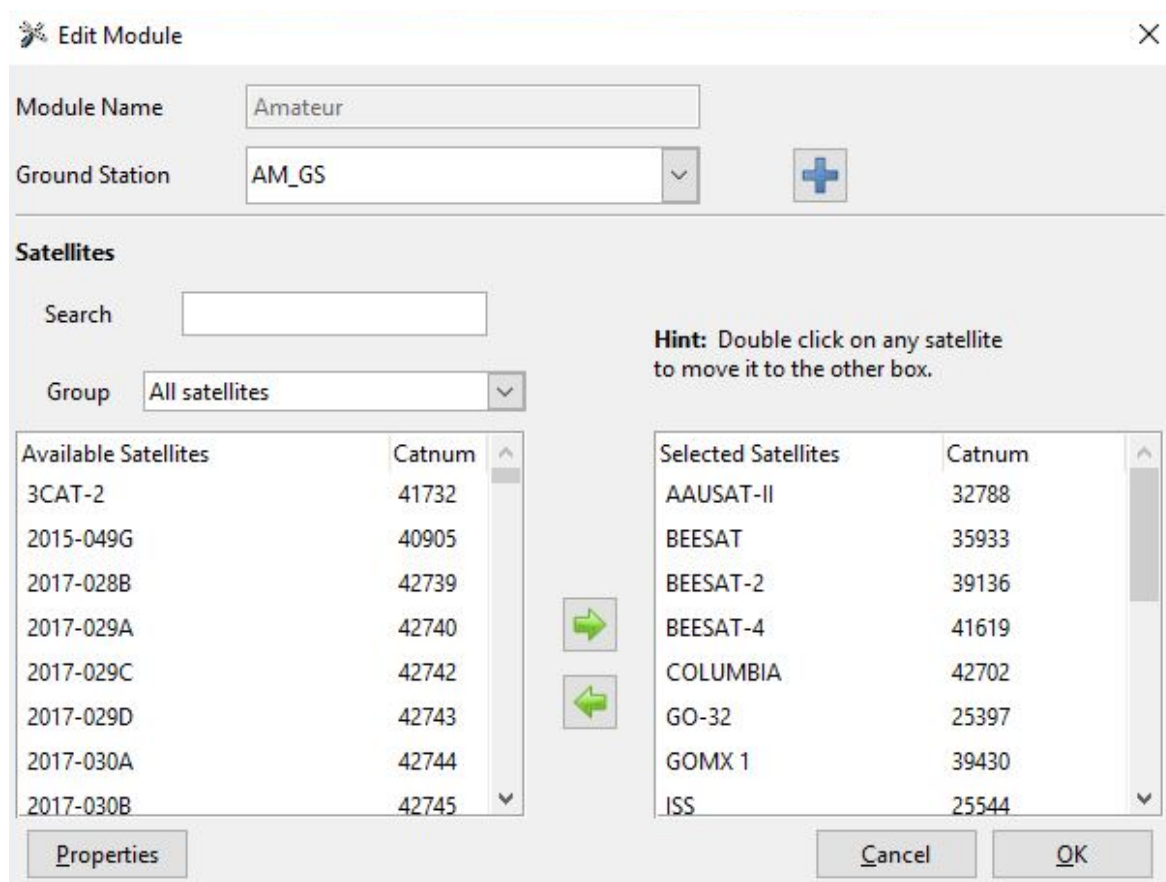 Edit Module
Module Name Amateur
Ground Station AM_GS
Satellites
Search
Hint: Double click on any satellite
to move it to the other box.
Group All satellites
Available Satellites Catnum Selected Satellites Catnum
3CAT-2 41732 AAUSAT-II 32788
2015-049G 40905 BEESAT 35933
2017-028B 42739 BEESAT-2 39136
2017-029A 42740 BEESAT-4 41619
2017-029C 42742 COLUMBIA 42702
2017-029D 42743 GO-32 25397
2017-030A 42744 GOMX 1 39430
2017-030B 42745 ISS 25544
Properties Cancel OK